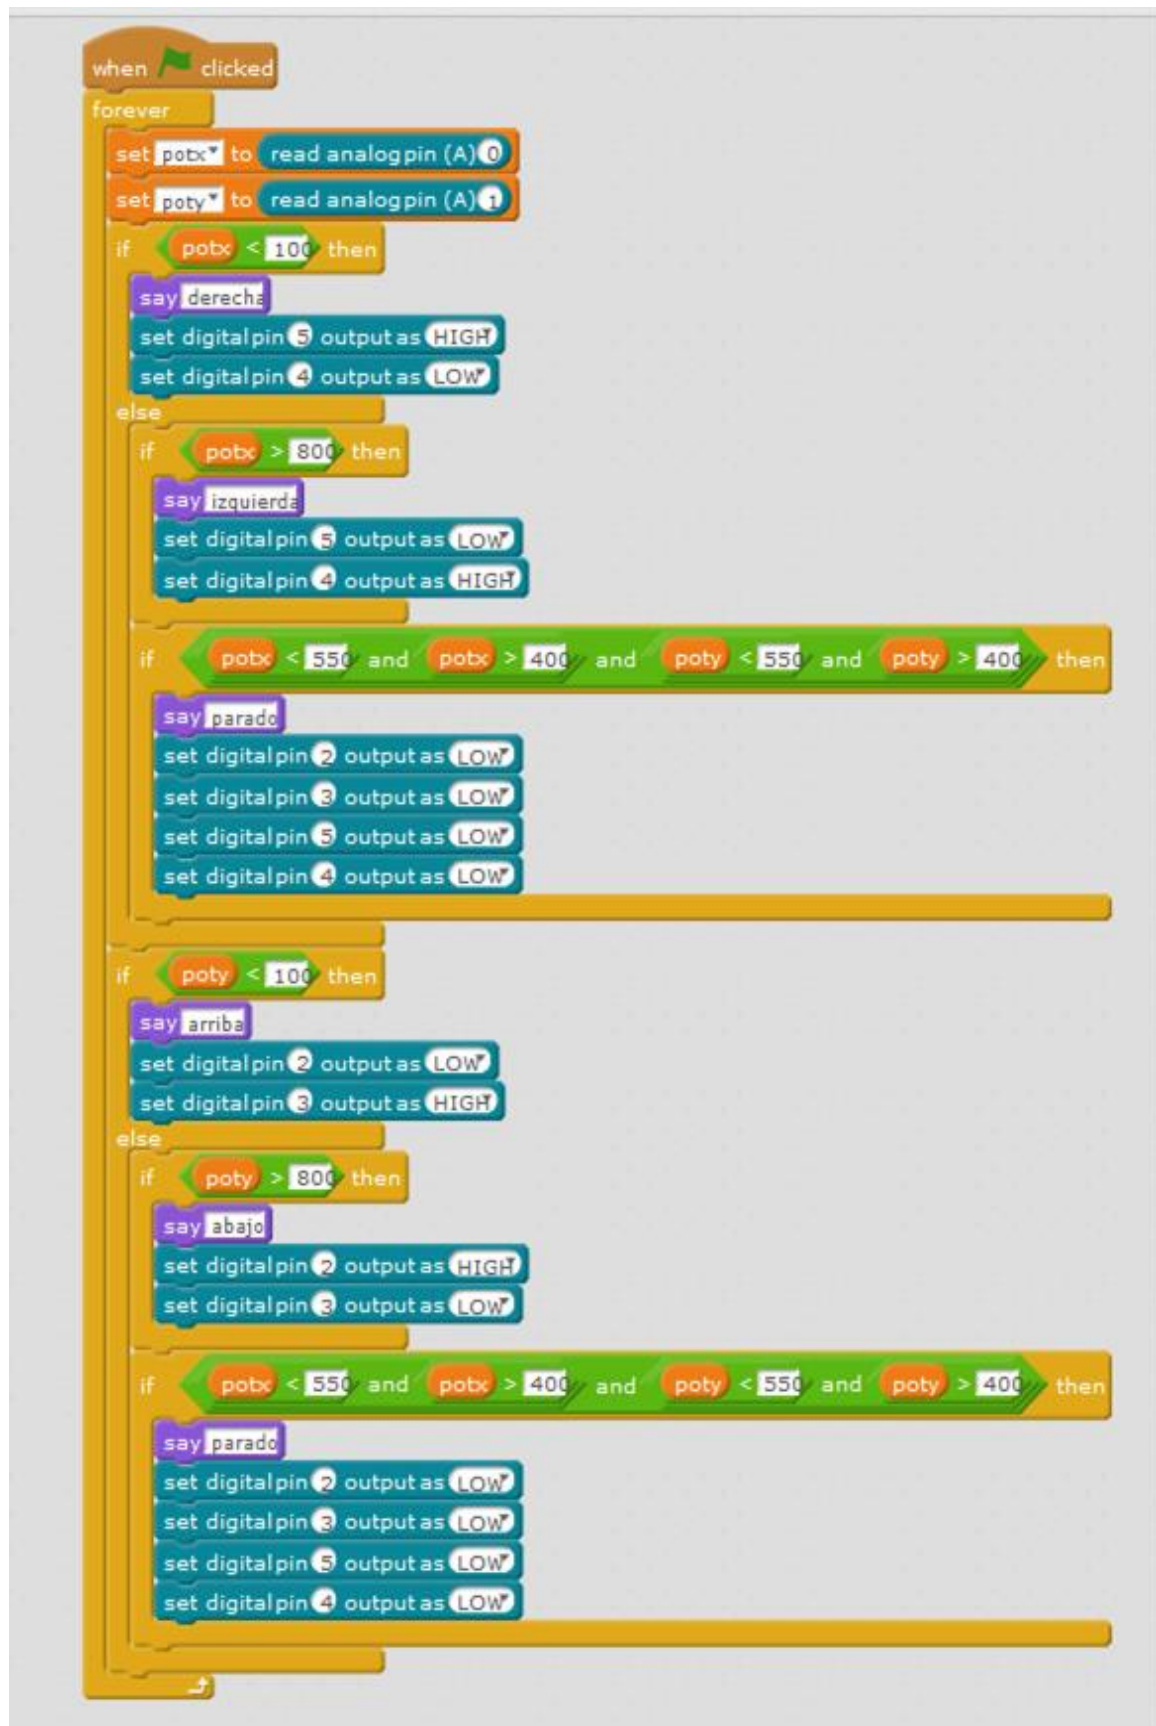 when clicked
forever
set potx to read analog pin (A) 0
set poty to read analog pin (A) 1
if potx < 100 then
say derecha
set digital pin 5 output as HIGH
set digital pin 4 output as LOW
else
if potx > 800 then
say izquierda
set digital pin 5 output as LOW
set digital pin 4 output as HIGH
if potx < 550 and potx > 400 and poty < 550 and poty > 400 then
say parado
set digital pin 2 output as LOW
set digital pin 3 output as LOW
set digital pin 5 output as LOW
set digital pin 4 output as LOW
if poty < 100 then
say arriba
set digital pin 2 output as LOW
set digital pin 3 output as HIGH
else
if poty > 800 then
say abajo
set digital pin 2 output as HIGH
set digital pin 3 output as LOW
if potx < 550 and potx > 400 and poty < 550 and poty > 400 then
say parado
set digital pin 2 output as LOW
set digital pin 3 output as LOW
set digital pin 5 output as LOW
set digital pin 4 output as LOW